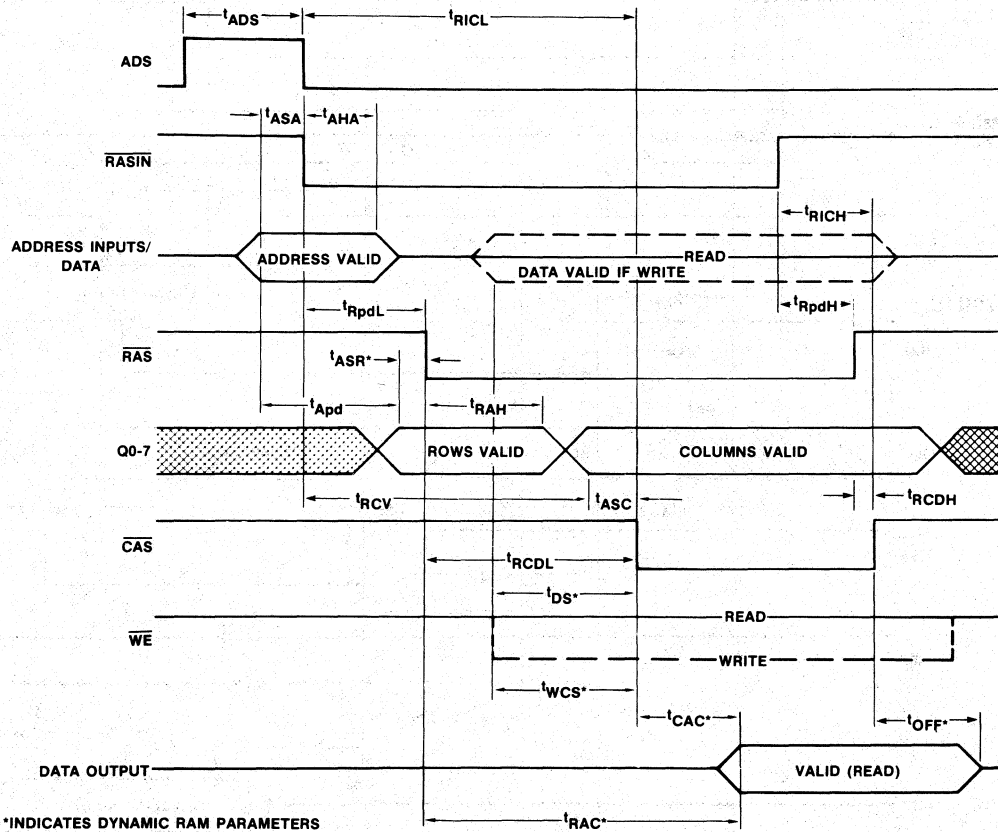 tADS
tRICL
ADS
tASA
tAHA
RASIN
tRICH
ADDRESS INPUTS/
DATA
ADDRESS VALID
READ
DATA VALID IF WRITE
tRpdL
tRpdH
RAS
tASR*
tApd
tRAH
Q0-7
ROWS VALID
COLUMNS VALID
tRCV
tASC
tRCDH
CAS
tRCDL
tDS*
READ
WE
WRITE
tWCS*
tCAC*
tOFF*
DATA OUTPUT
VALID (READ)
tRAC*
*INDICATES DYNAMIC RAM PARAMETERS